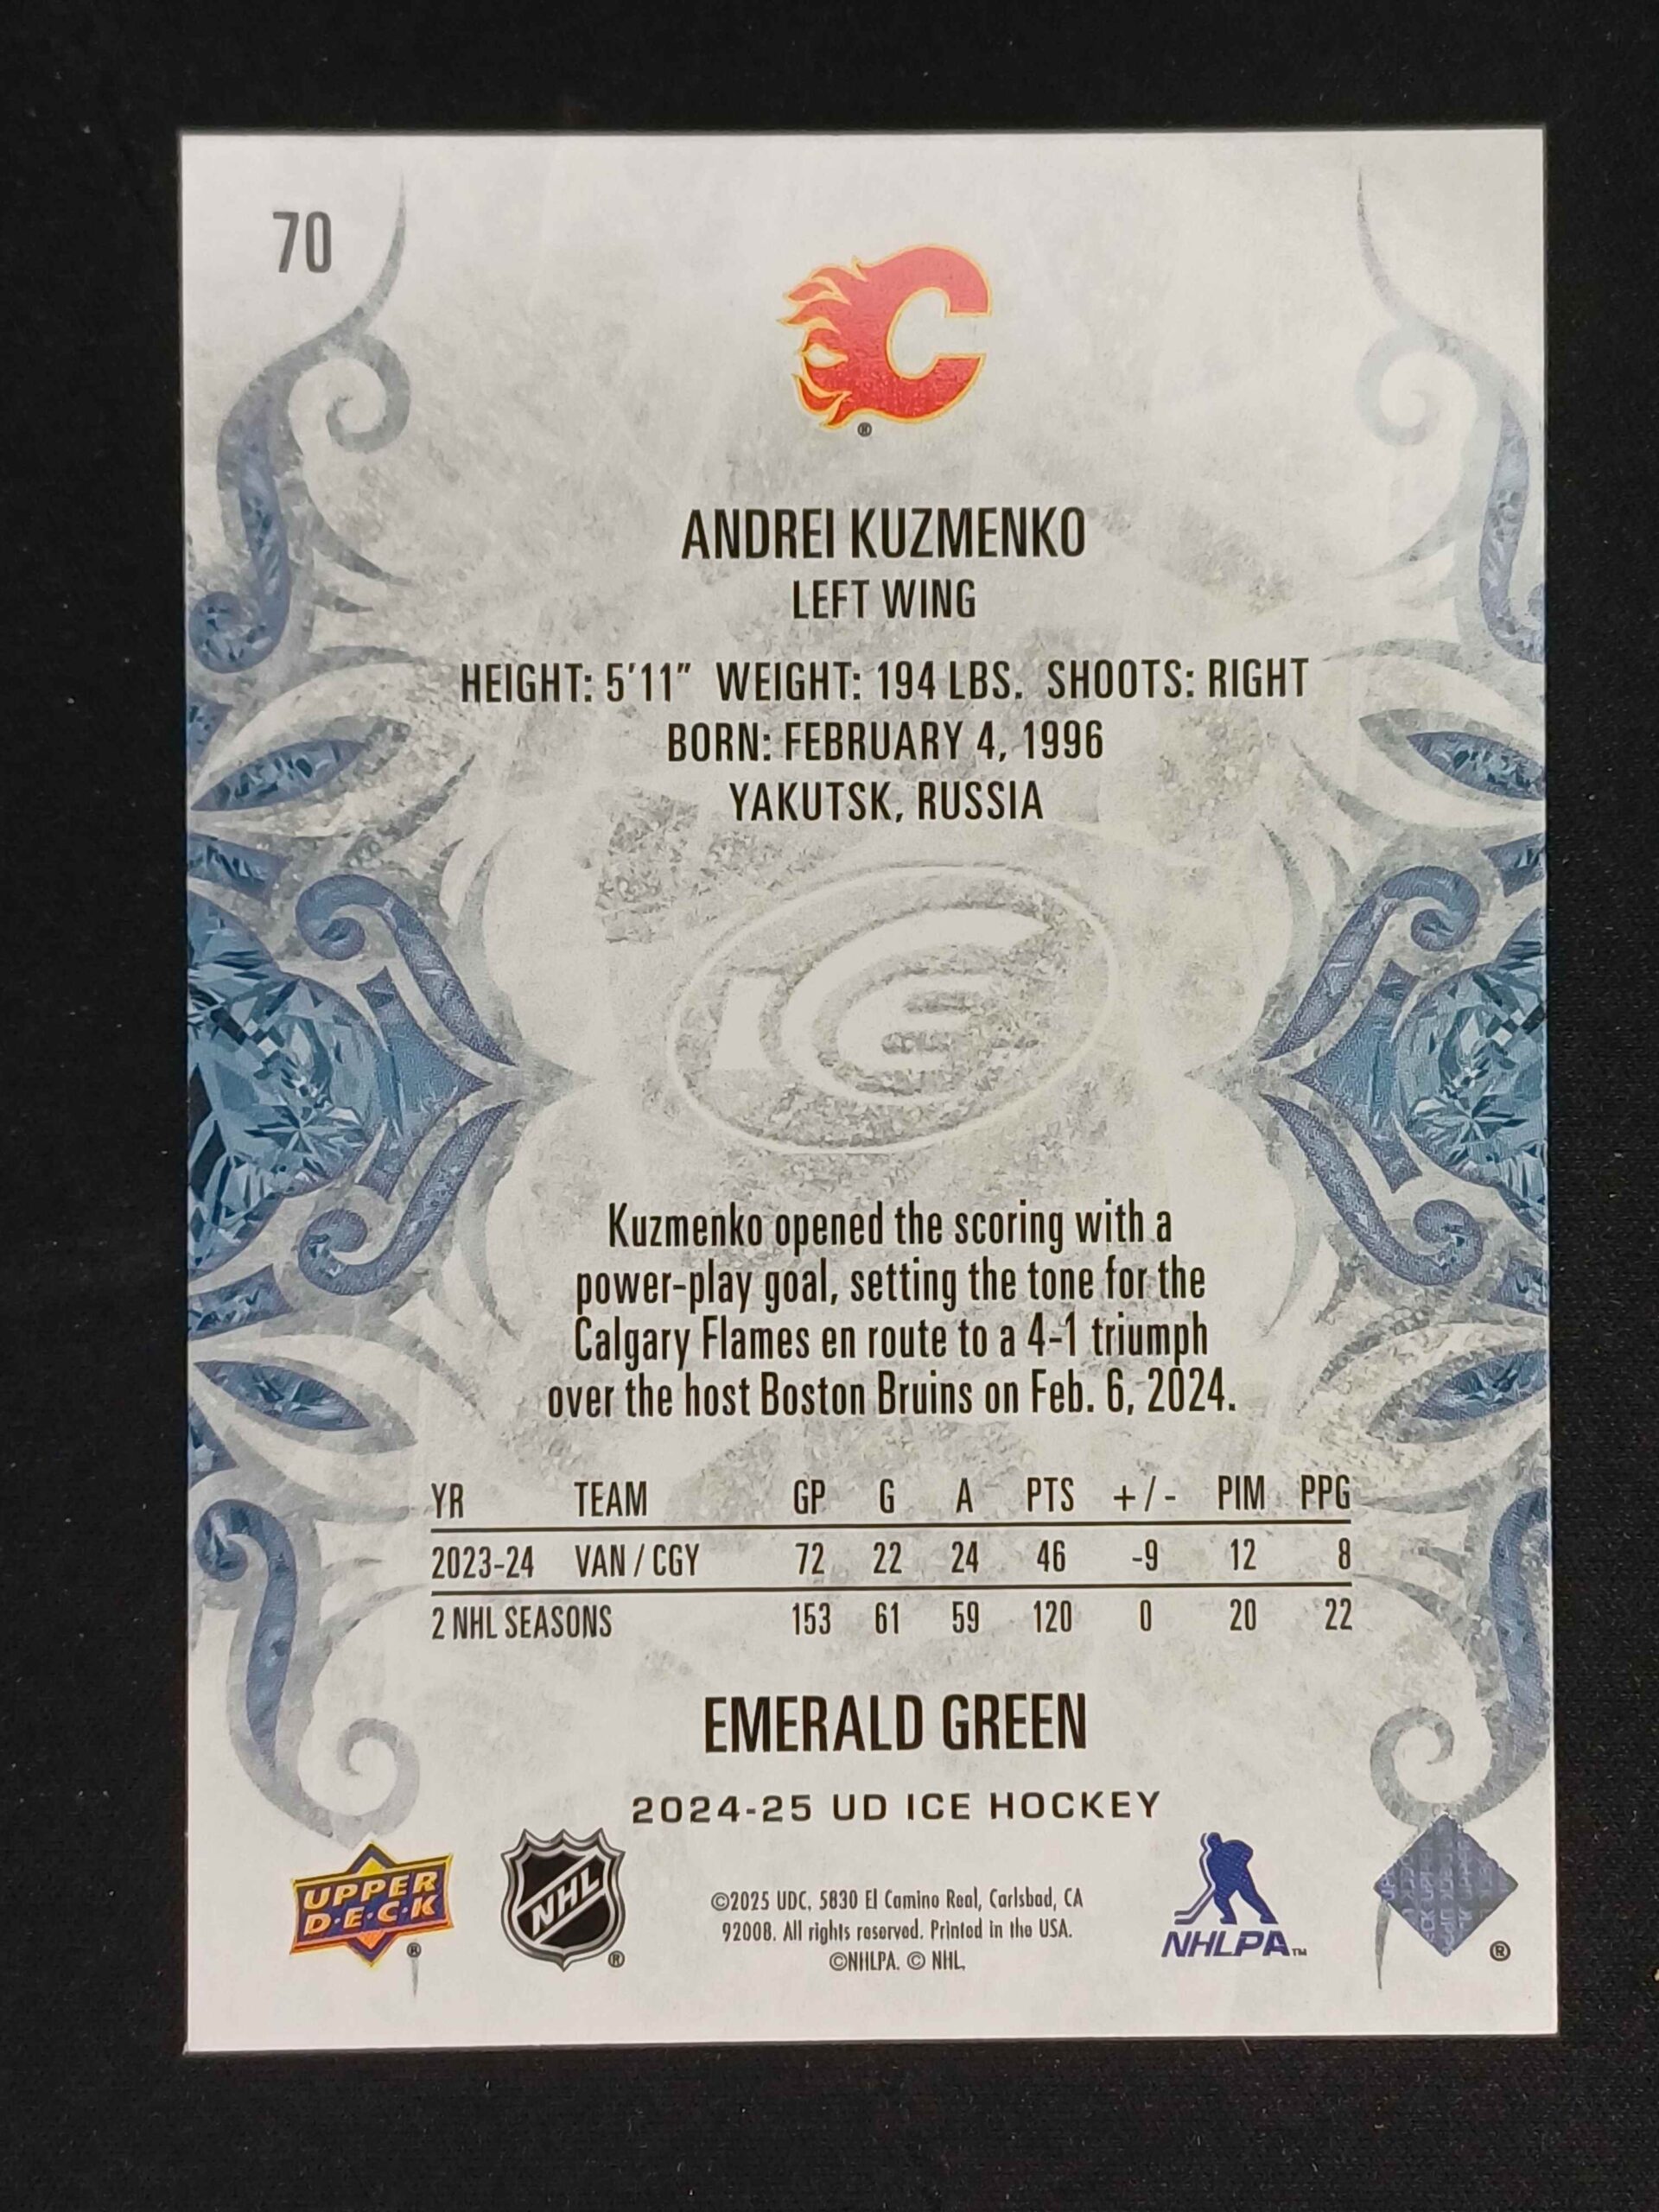 70
C
®
ANDREI KUZMENKO
LEFT WING
HEIGHT: 5'11" WEIGHT: 194 LBS. SHOOTS: RIGHT
BORN: FEBRUARY 4, 1996
YAKUTSK, RUSSIA
ICE
Kuzmenko opened the scoring with a
power-play goal, setting the tone for the
Calgary Flames en route to a 4-1 triumph
over the host Boston Bruins on Feb. 6, 2024.
YR TEAM GP G A PTS +/- PIM PPG
2023-24 VAN / CGY 72 22 24 46 -9 12 8
2 NHL SEASONS 153 61 59 120 0 20 22
EMERALD GREEN
2024-25 UD ICE HOCKEY
UPPER
D·E·C·K
®
NHL
®
©2025 UDC, 5830 El Camino Real, Carlsbad, CA
92008. All rights reserved. Printed in the USA.
©NHLPA. © NHL.
NHLPA™
®